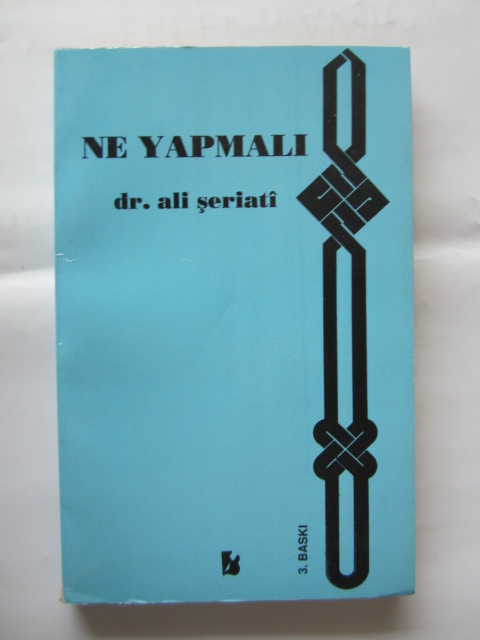 NE YAPMALI
dr. ali şeriatî
3. BASKI